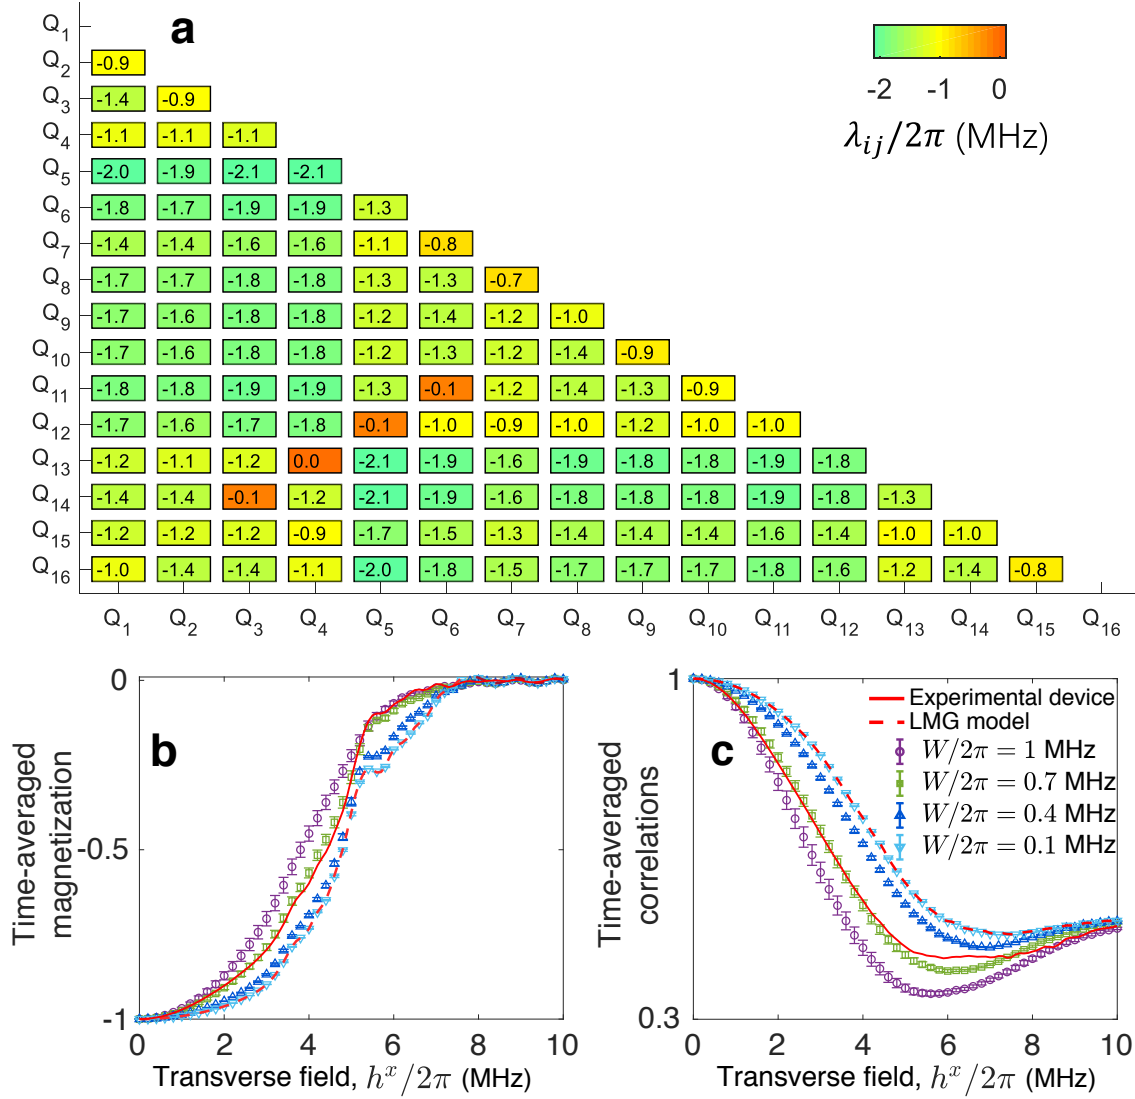 a
Q1
Q2 -0.9
Q3 -1.4 -0.9
Q4 -1.1 -1.1 -1.1
Q5 -2.0 -1.9 -2.1 -2.1
Q6 -1.8 -1.7 -1.9 -1.9 -1.3
Q7 -1.4 -1.4 -1.6 -1.6 -1.1 -0.8
Q8 -1.7 -1.7 -1.8 -1.8 -1.3 -1.3 -0.7
Q9 -1.7 -1.6 -1.8 -1.8 -1.2 -1.4 -1.2 -1.0
Q10 -1.7 -1.6 -1.8 -1.8 -1.2 -1.3 -1.2 -1.4 -0.9
Q11 -1.8 -1.8 -1.9 -1.9 -1.3 -0.1 -1.2 -1.4 -1.3 -0.9
Q12 -1.7 -1.6 -1.7 -1.8 -0.1 -1.0 -0.9 -1.0 -1.2 -1.0 -1.0
Q13 -1.2 -1.1 -1.2 0.0 -2.1 -1.9 -1.6 -1.9 -1.8 -1.8 -1.9 -1.8
Q14 -1.4 -1.4 -0.1 -1.2 -2.1 -1.9 -1.6 -1.8 -1.8 -1.8 -1.9 -1.8 -1.3
Q15 -1.2 -1.2 -1.2 -0.9 -1.7 -1.5 -1.3 -1.4 -1.4 -1.4 -1.6 -1.4 -1.0 -1.0
Q16 -1.0 -1.4 -1.4 -1.1 -2.0 -1.8 -1.5 -1.7 -1.7 -1.7 -1.8 -1.6 -1.2 -1.4 -0.8
Q1 Q2 Q3 Q4 Q5 Q6 Q7 Q8 Q9 Q10 Q11 Q12 Q13 Q14 Q15 Q16
-2 -1 0
λij/2π (MHz)
b
Time-averaged
magnetization
0
-0.5
-1
0 2 4 6 8 10
Transverse field, h^x/2π (MHz)
c
Time-averaged
correlations
1
0.3
Experimental device
LMG model
W/2π = 1 MHz
W/2π = 0.7 MHz
W/2π = 0.4 MHz
W/2π = 0.1 MHz
0 2 4 6 8 10
Transverse field, h^x/2π (MHz)